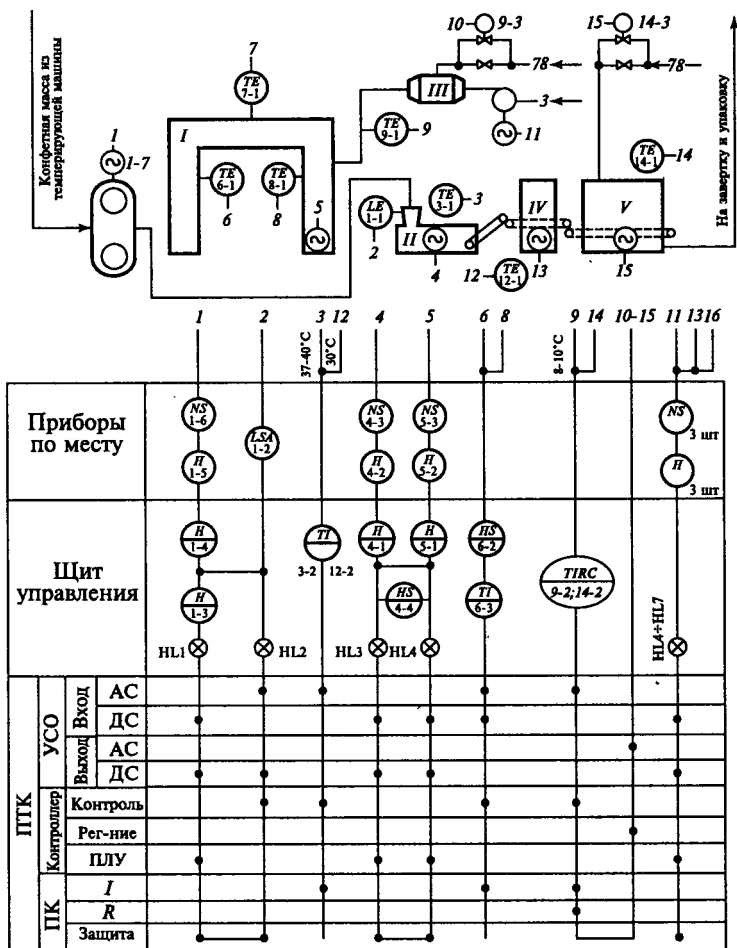 Конфетная масса из
темперирующей машины
1
1-7
7
TE
7-1
I
TE
6-1
6
TE
8-1
8
5
10
9-3
78
III
3
11
TE
9-1
9
LE
1-1
2
II
TE
3-1
3
4
IV
13
12
TE
12-1
15
14-3
78
TE
14-1
14
V
15
На завертку и упаковку
1
2
3
12
4
5
6
8
9
14
10-15
11
13
16
37-40°C
30°C
8-10°C
Приборы
по месту
NS
1-6
H
1-5
LSA
1-2
NS
4-3
H
4-2
NS
5-3
H
5-2
NS
3 шт
H
3 шт
Щит
управления
H
1-4
H
1-3
HL1
HL2
TI
3-2
12-2
H
4-1
H
5-1
HS
4-4
HL3
HL4
HS
6-2
TI
6-3
TIRC
9-2;14-2
HL4÷HL7
ПТК
УСО
Вход
АС
ДС
Выход
АС
ДС
Контроллер
Контроль
Рег-ние
ПЛУ
ПК
I
R
Защита